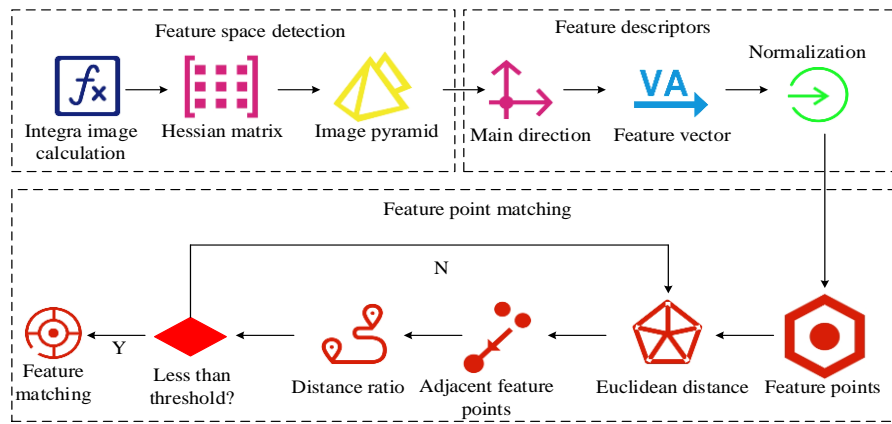 Feature space detection
Integra image
calculation
Hessian matrix
Image pyramid
Feature descriptors
Main direction
VA
Feature vector
Normalization
Feature point matching
N
Y
Feature
matching
Less than
threshold?
Distance ratio
Adjacent feature
points
Euclidean distance
Feature points
fx